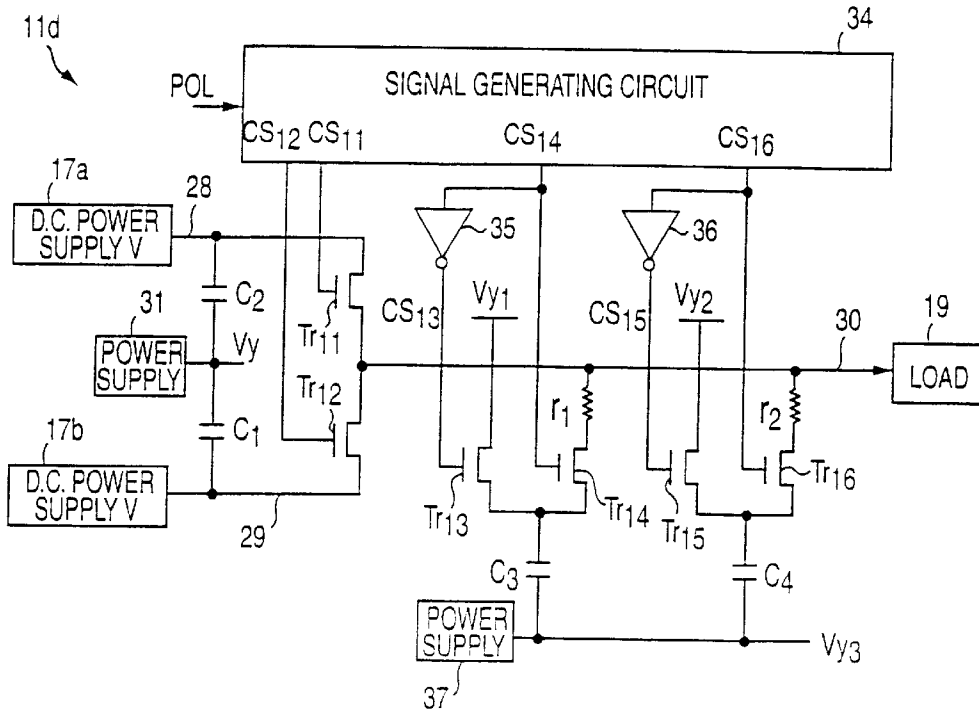 11d
34
POL
SIGNAL GENERATING CIRCUIT
CS12 CS11 CS14 CS16
17a
28
D.C. POWER
SUPPLY V
35
36
C2
31
Vy
POWER
SUPPLY
Tr11
CS13
Vy1
CS15
Vy2
30
19
LOAD
Tr12
17b
C1
r1
r2
D.C. POWER
SUPPLY V
29
Tr13
Tr14
Tr15
Tr16
C3
C4
POWER
SUPPLY
37
Vy3